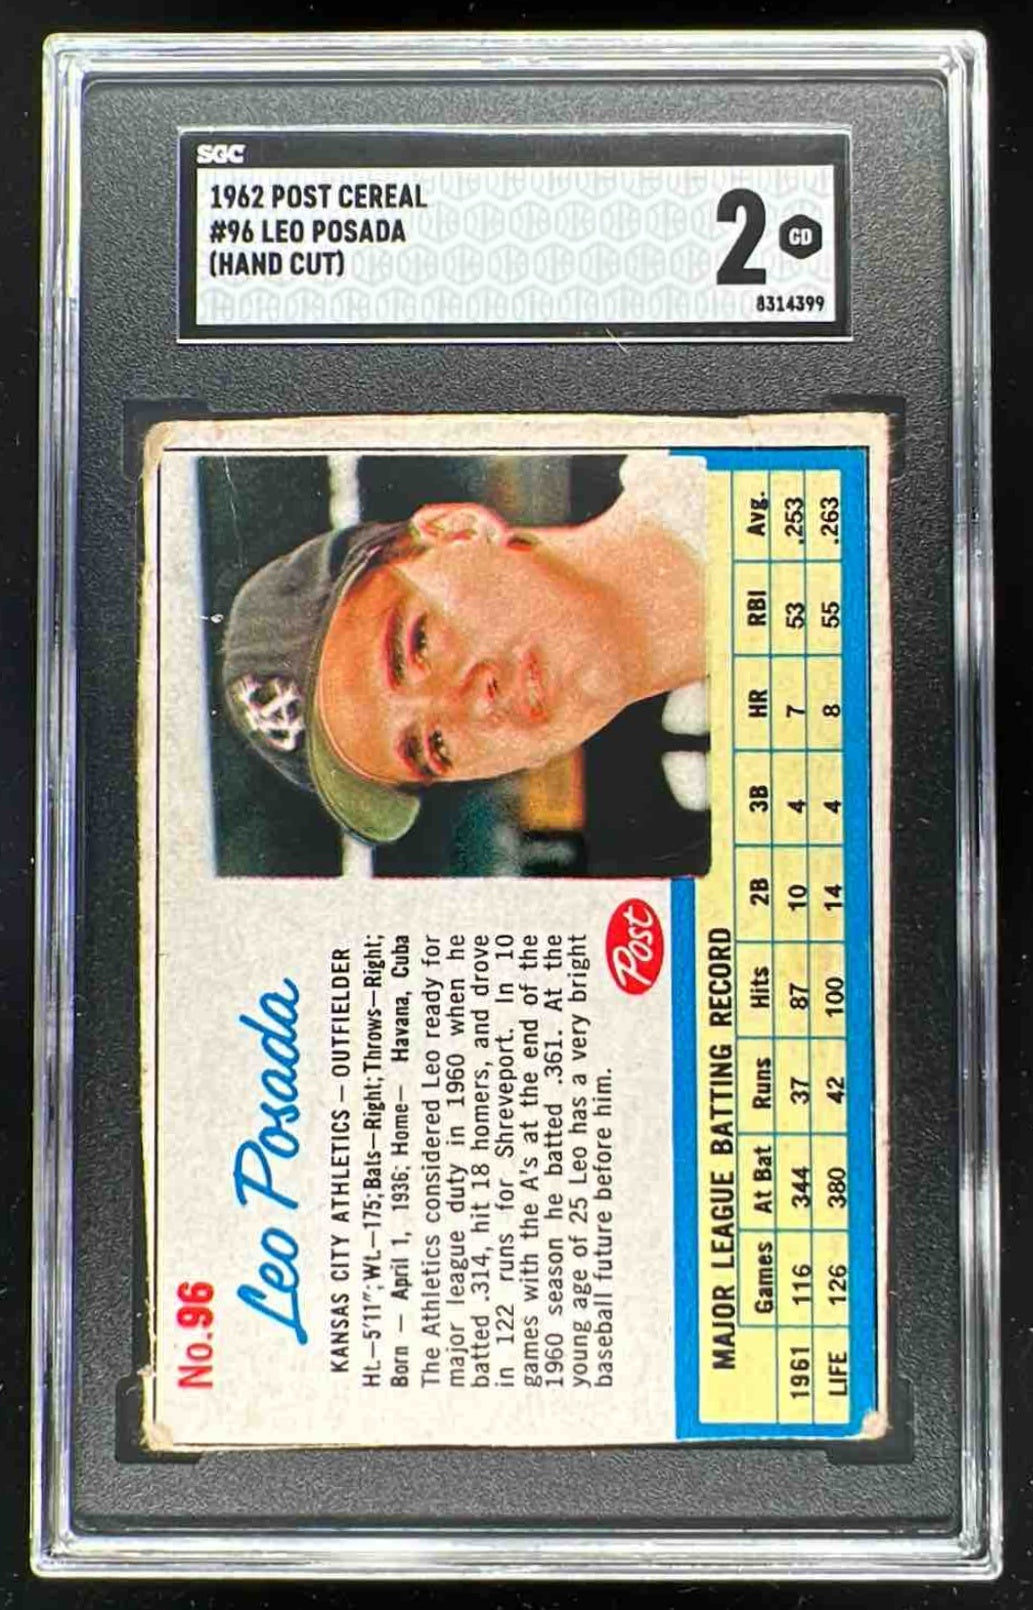 SGC
1962 POST CEREAL
#96 LEO POSADA
(HAND CUT)
2 GD
8314399
No.96
Leo Posada
KANSAS CITY ATHLETICS — OUTFIELDER
Ht.—5'11"; Wt.—175; Bats—Right; Throws—Right;
Born — April 1, 1936; Home— Havana, Cuba
The Athletics considered Leo ready for
major league duty in 1960 when he
batted .314, hit 18 homers, and drove
in 122 runs for Shreveport. In 10
games with the A's at the end of the
1960 season he batted .361. At the
young age of 25 Leo has a very bright
baseball future before him.
Post
MAJOR LEAGUE BATTING RECORD
Games At Bat Runs Hits 2B 3B HR RBI Avg.
1961 116 344 37 87 10 4 7 53 .253
LIFE 126 380 42 100 14 4 8 55 .263
KC